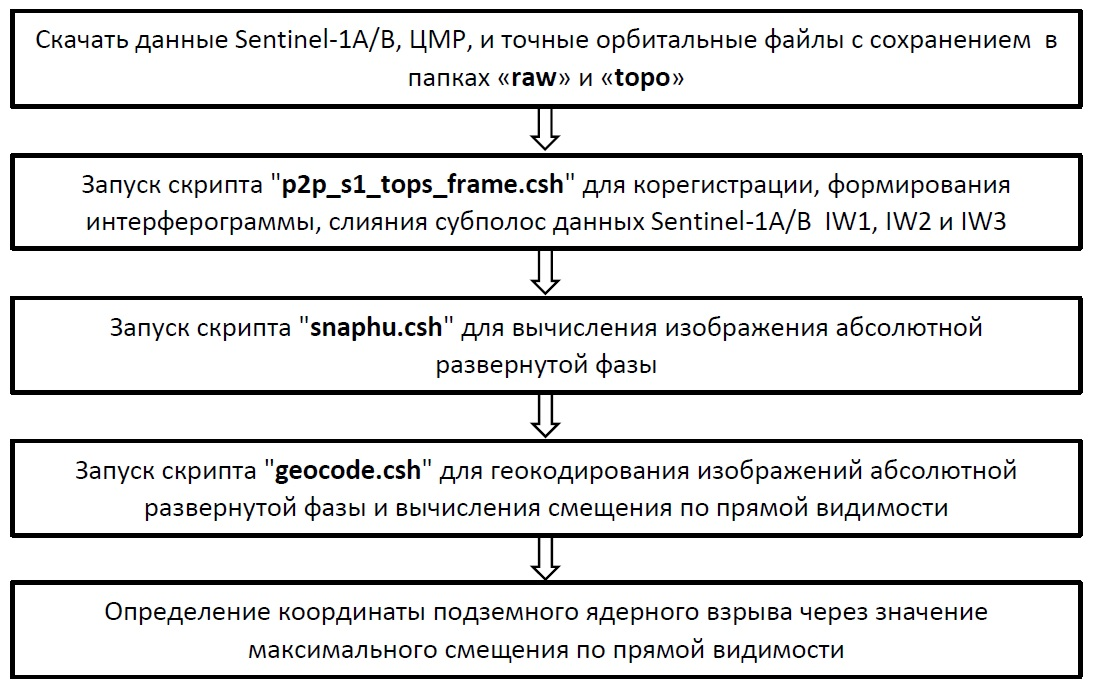 Скачать данные Sentinel-1A/B, ЦМР, и точные орбитальные файлы с сохранением в
папках «raw» и «topo»
Запуск скрипта "p2p_s1_tops_frame.csh" для корегистрации, формирования
интерферограммы, слияния субполос данных Sentinel-1A/B IW1, IW2 и IW3
Запуск скрипта "snaphu.csh" для вычисления изображения абсолютной
развернутой фазы
Запуск скрипта "geocode.csh" для геокодирования изображений абсолютной
развернутой фазы и вычисления смещения по прямой видимости
Определение координаты подземного ядерного взрыва через значение
максимального смещения по прямой видимости